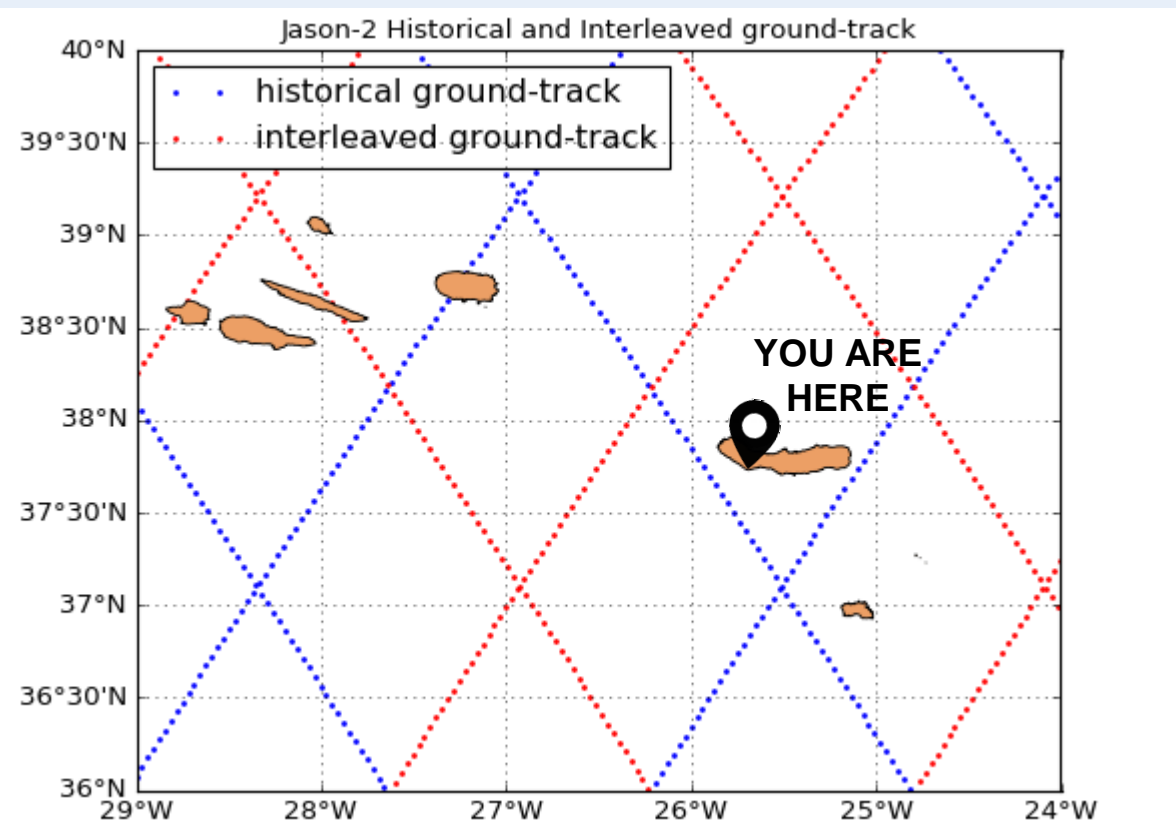 Jason-2 Historical and Interleaved ground-track
40°N
historical ground-track
interleaved ground-track
39°30'N
39°N
38°30'N
YOU ARE
HERE
38°N
37°30'N
37°N
36°30'N
36°N
29°W 28°W 27°W 26°W 25°W 24°W